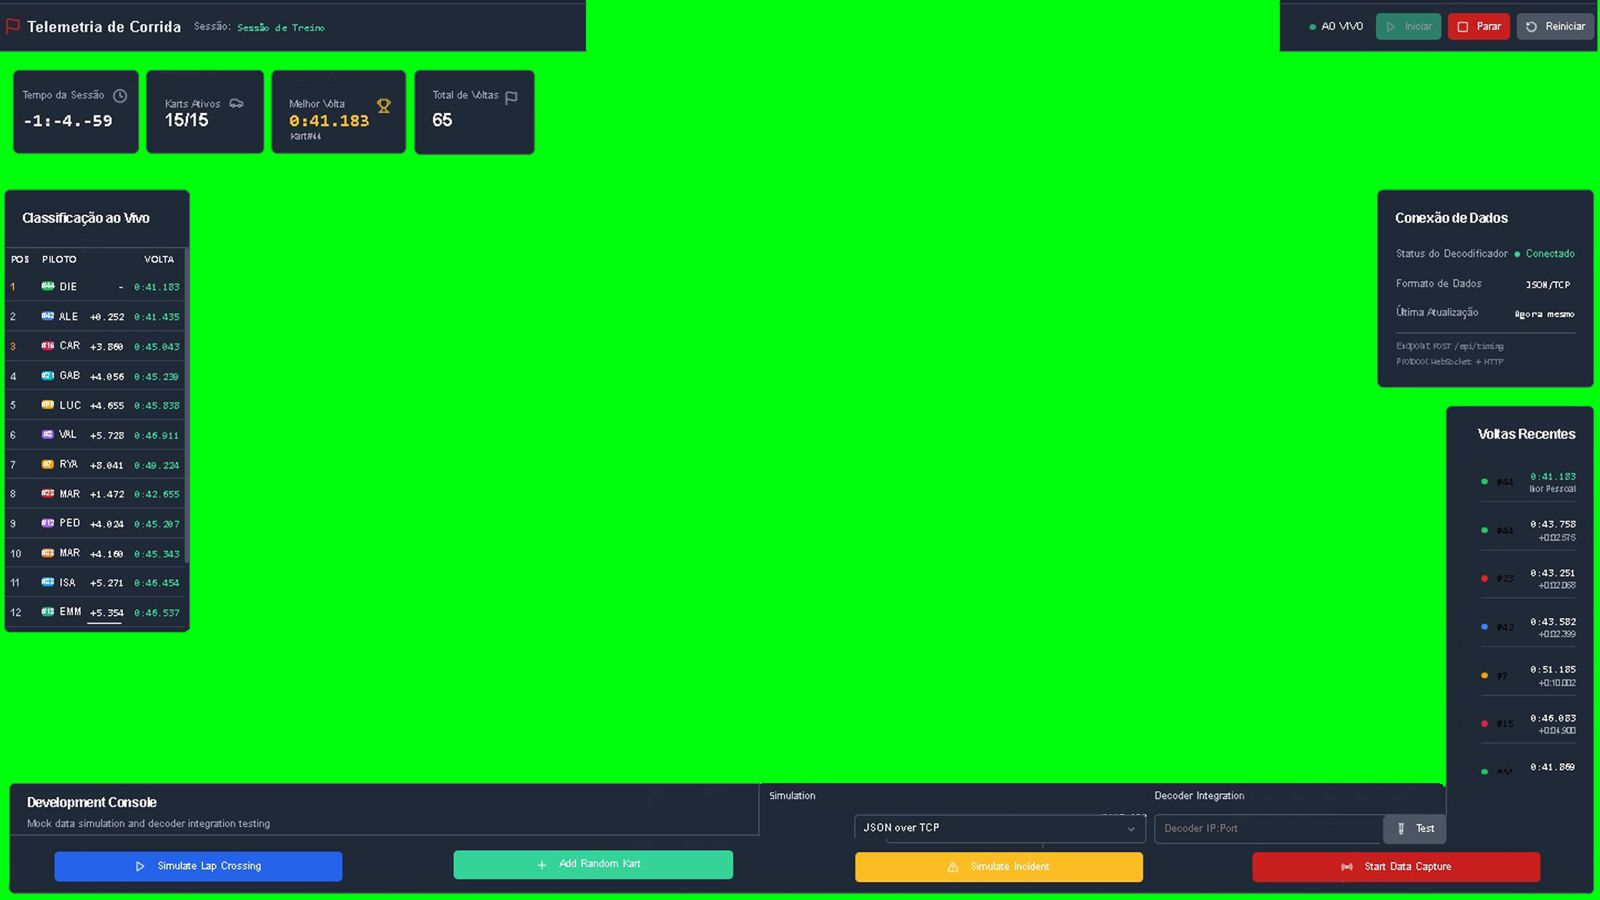 Telemetria de Corrida
Sessão: Sessão de Treino
AO VIVO
Iniciar
Parar
Reiniciar
Tempo da Sessão
-1:-4.-59
Karts Ativos
15/15
Melhor Volta
0:41.183
Kart#44
Total de Voltas
65
Classificação ao Vivo
POS PILOTO VOLTA
1 #44 DIE - 0:41.183
2 #42 ALE +0.252 0:41.435
3 #16 CAR +3.860 0:45.043
4 GAB +4.056 0:45.239
5 LUC +4.655 0:45.838
6 VAL +5.728 0:46.911
7 #7 RYA +8.041 0:49.224
8 #23 MAR +1.472 0:42.655
9 #12 PED +4.024 0:45.207
10 MAR +4.160 0:45.343
11 ISA +5.271 0:46.454
12 EMM +5.354 0:46.537
Conexão de Dados
Status do Decodificador Conectado
Formato de Dados JSON/TCP
Última Atualização Agora mesmo
Endpoint: POST /api/timing
Protocol: WebSocket + HTTP
Voltas Recentes
#44 0:41.183
Pessoal
#44 0:43.758
+0:02.575
#23 0:43.251
+0:02.068
#42 0:43.582
+0:02.399
#7 0:51.185
+0:10.002
#15 0:46.083
+0:04.900
0:41.869
Development Console
Mock data simulation and decoder integration testing
Simulation
Decoder Integration
JSON over TCP
Decoder IP:Port
Test
Simulate Lap Crossing
Add Random Kart
Simulate Incident
Start Data Capture